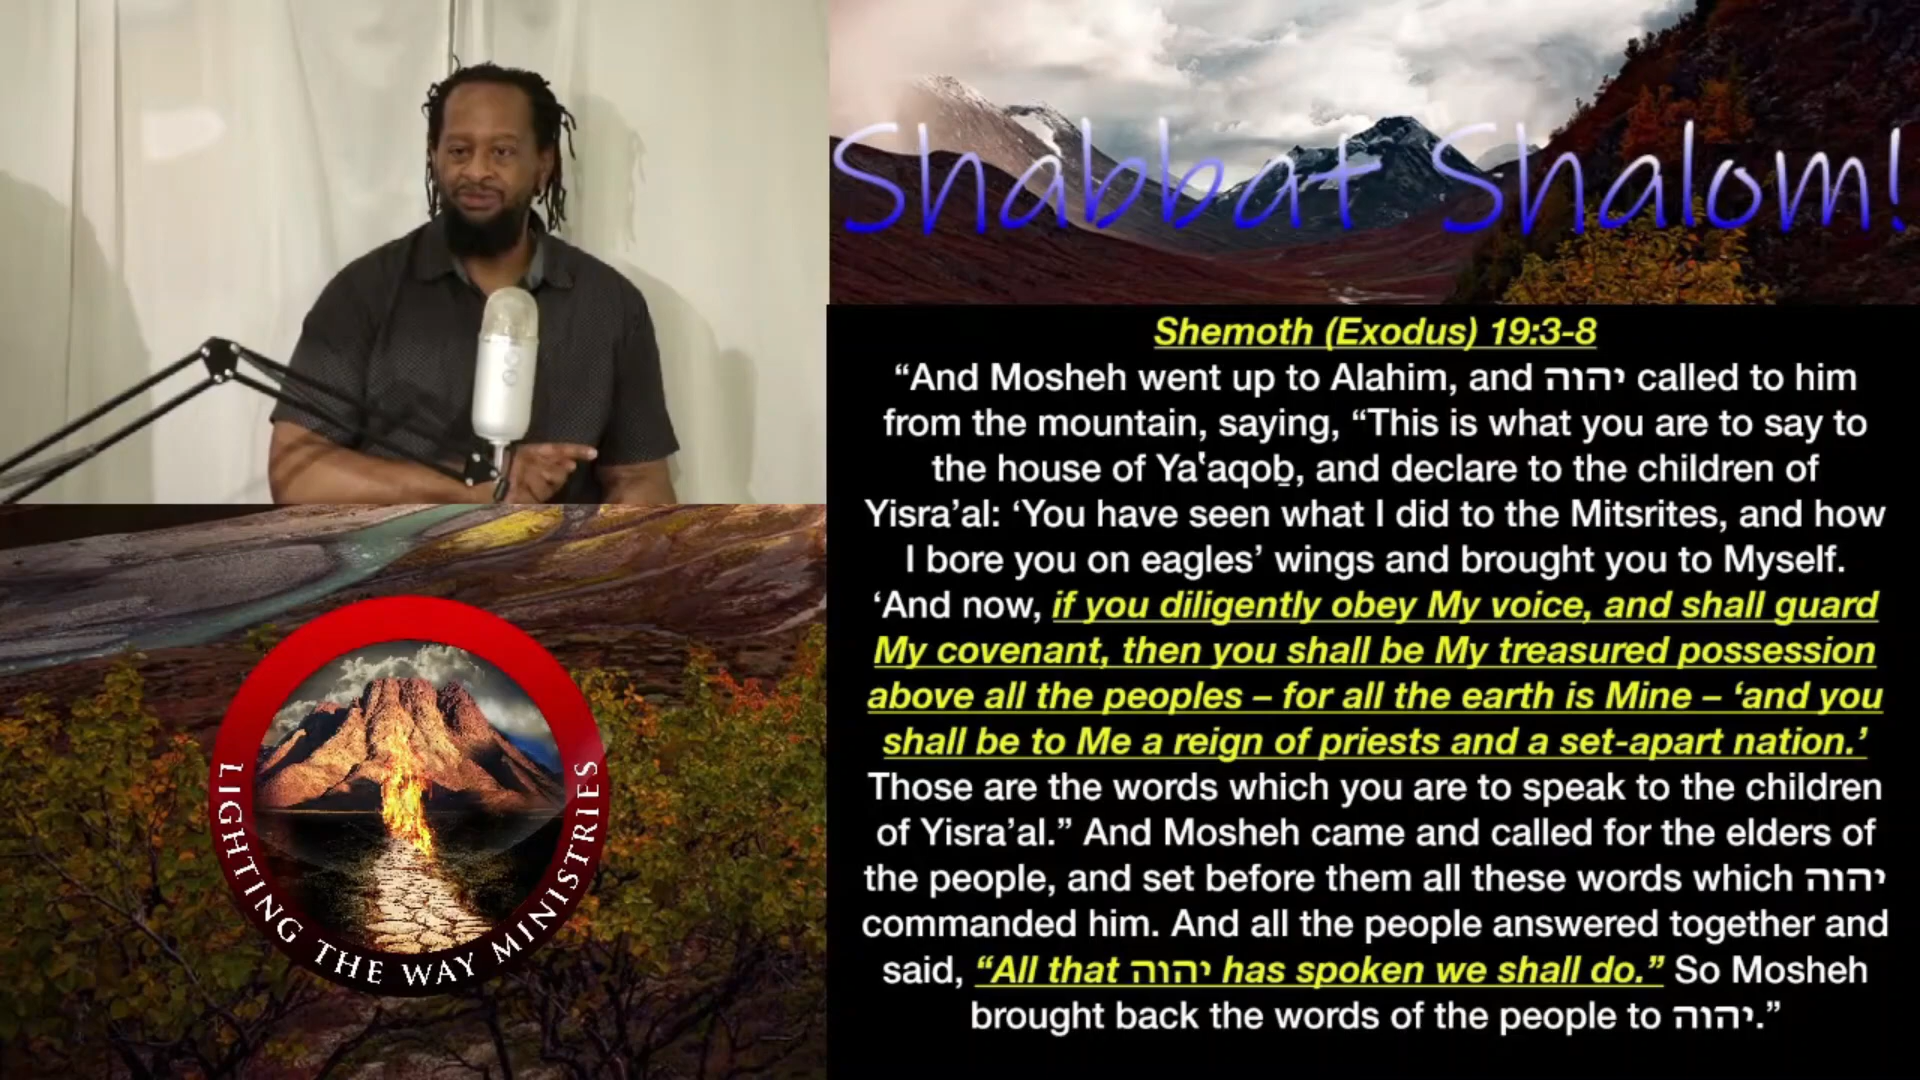 Shabbat Shalom!
Shemoth (Exodus) 19:3-8
“And Mosheh went up to Alahim, and יהוה called to him
from the mountain, saying, “This is what you are to say to
the house of Ya‛aqoḇ, and declare to the children of
Yisra’al: ‘You have seen what I did to the Mitsrites, and how
I bore you on eagles’ wings and brought you to Myself.
‘And now, if you diligently obey My voice, and shall guard
My covenant, then you shall be My treasured possession
above all the peoples – for all the earth is Mine – ‘and you
shall be to Me a reign of priests and a set-apart nation.’
Those are the words which you are to speak to the children
of Yisra’al.” And Mosheh came and called for the elders of
the people, and set before them all these words which יהוה
commanded him. And all the people answered together and
said, “All that יהוה has spoken we shall do.” So Mosheh
brought back the words of the people to יהוה.”
LIGHTING THE WAY MINISTRIES